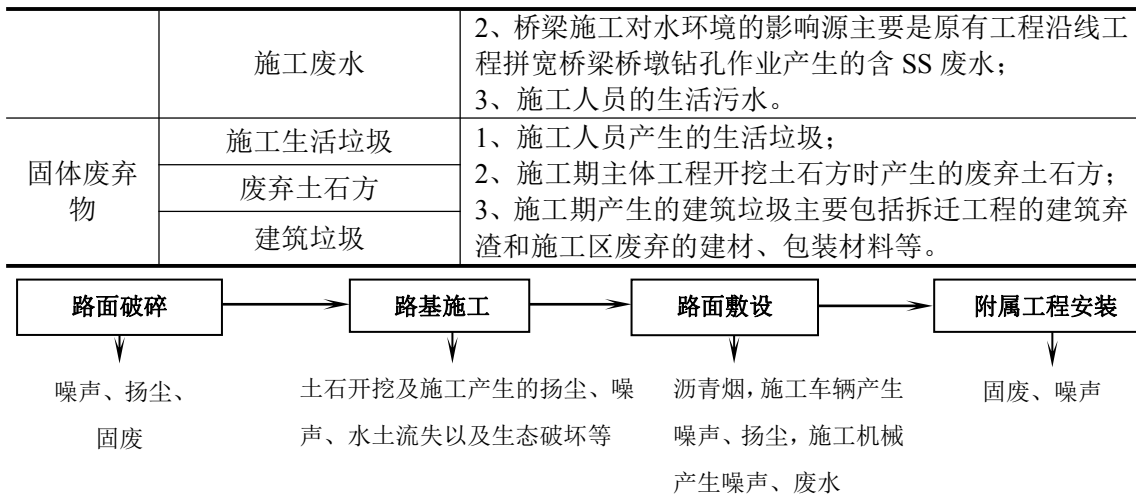 施工废水
2、桥梁施工对水环境的影响源主要是原有工程沿线工
程拼宽桥梁桥墩钻孔作业产生的含 SS 废水；
3、施工人员的生活污水。
固体废弃
物
施工生活垃圾
废弃土石方
建筑垃圾
1、施工人员产生的生活垃圾；
2、施工期主体工程开挖土石方时产生的废弃土石方；
3、施工期产生的建筑垃圾主要包括拆迁工程的建筑弃
渣和施工区废弃的建材、包装材料等。
路面破碎
路基施工
路面敷设
附属工程安装
噪声、扬尘、
固废
土石开挖及施工产生的扬尘、噪
声、水土流失以及生态破坏等
沥青烟，施工车辆产生
噪声、扬尘，施工机械
产生噪声、废水
固废、噪声